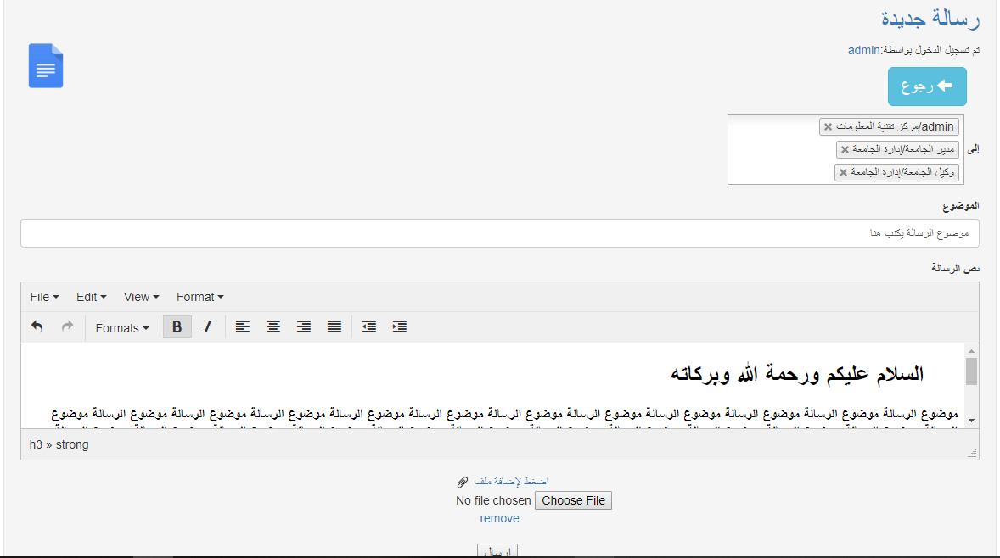 رسالة جديدة
تم تسجيل الدخول بواسطة:admin
رجوع
إلى
admin/مركز تقنية المعلومات
مدير الجامعة/إدارة الجامعة
وكيل الجامعة/إدارة الجامعة
الموضوع
موضوع الرسالة يكتب هنا
نص الرسالة
File Edit View Format
Formats B I
السلام عليكم ورحمة الله وبركاته
موضوع الرسالة موضوع الرسالة موضوع الرسالة موضوع الرسالة موضوع الرسالة موضوع الرسالة موضوع الرسالة موضوع الرسالة موضوع الرسالة موضوع الرسالة موضوع الرسالة موضوع
h3 » strong
اضغط لإضافة ملف
No file chosen Choose File
remove
إرسال